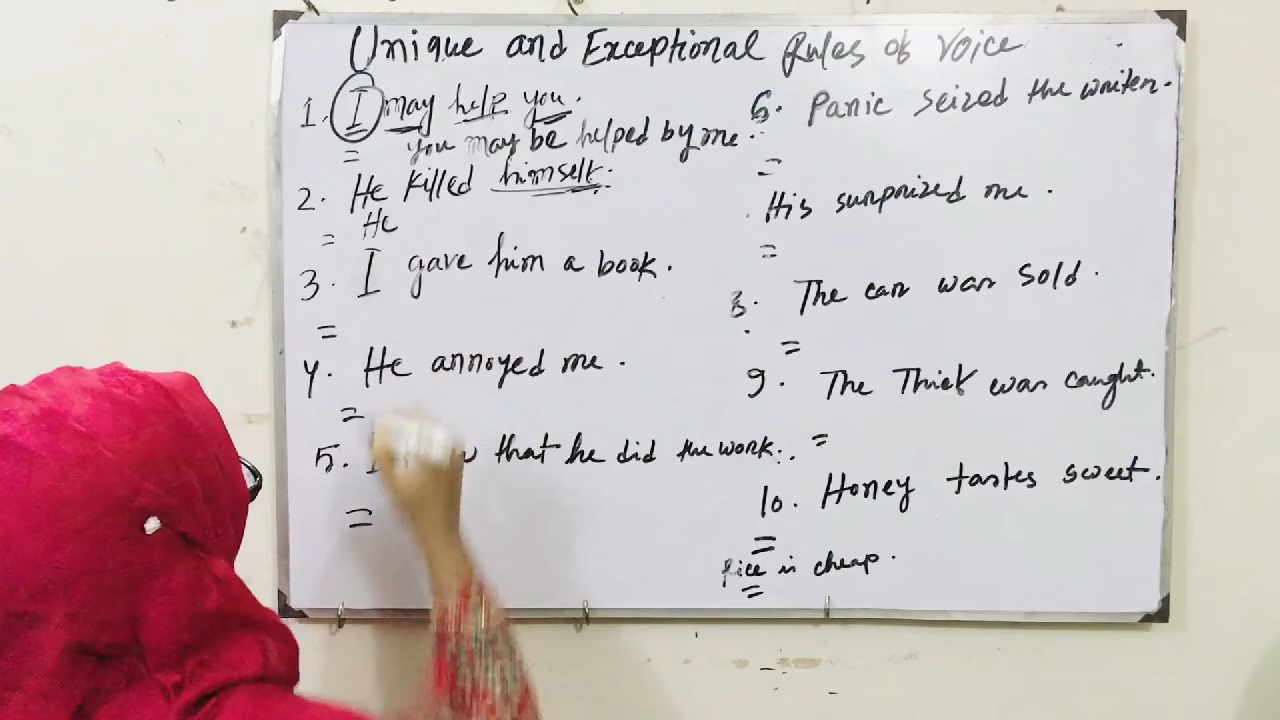 Unique and Exceptional Rules of Voice
1. I may help you.
= You may be helped by me.
2. He killed himself.
= He
3. I gave him a book.
=
4. He annoyed me.
=
5. I that he did the work.
=
6. Panic seized the writer.
=
His surprized me.
=
8. The car was sold.
=
9. The Thief was caught.
=
10. Honey tastes sweet.
=
Rice is cheap.
=